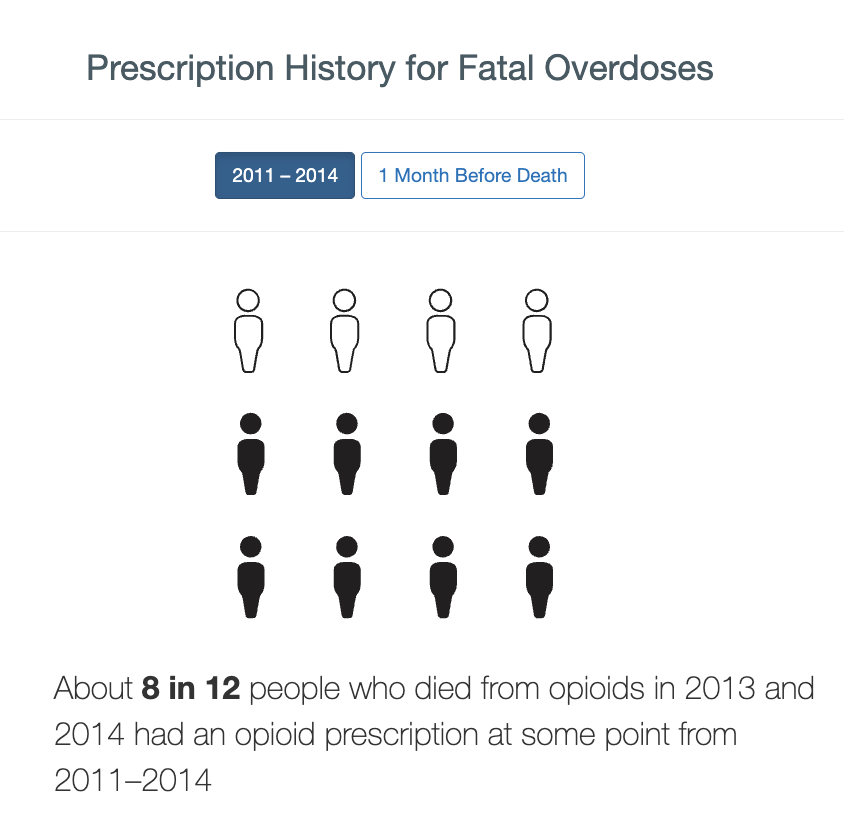 Prescription History for Fatal Overdoses
2011 – 2014
1 Month Before Death
About 8 in 12 people who died from opioids in 2013 and
2014 had an opioid prescription at some point from
2011–2014